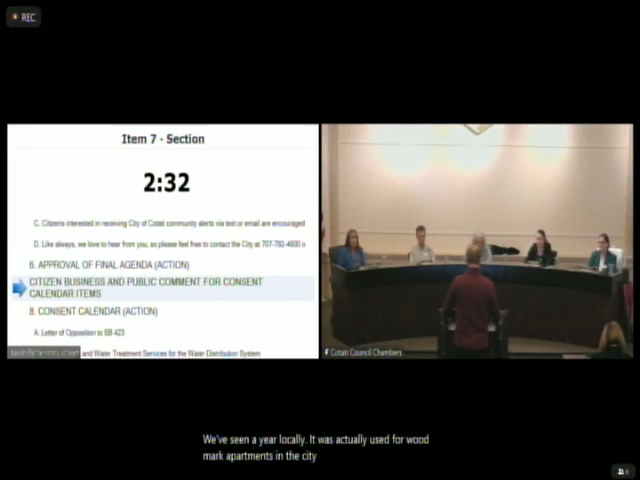 REC
Item 7 · Section
2:32
C. Citizens interested in receiving City of Cotati community alerts via text or email are encouraged
D. Like always, we love to hear from you, so please feel free to contact the City at 707-792-4600 o
6. APPROVAL OF FINAL AGENDA (ACTION)
CITIZEN BUSINESS AND PUBLIC COMMENT FOR CONSENT
CALENDAR ITEMS
8. CONSENT CALENDAR (ACTION)
A. Letter of Opposition to SB 423
and Water Treatment Services for the Water Distribution System
Cotati Council Chambers
We've seen a year locally. It was actually used for wood
mark apartments in the city